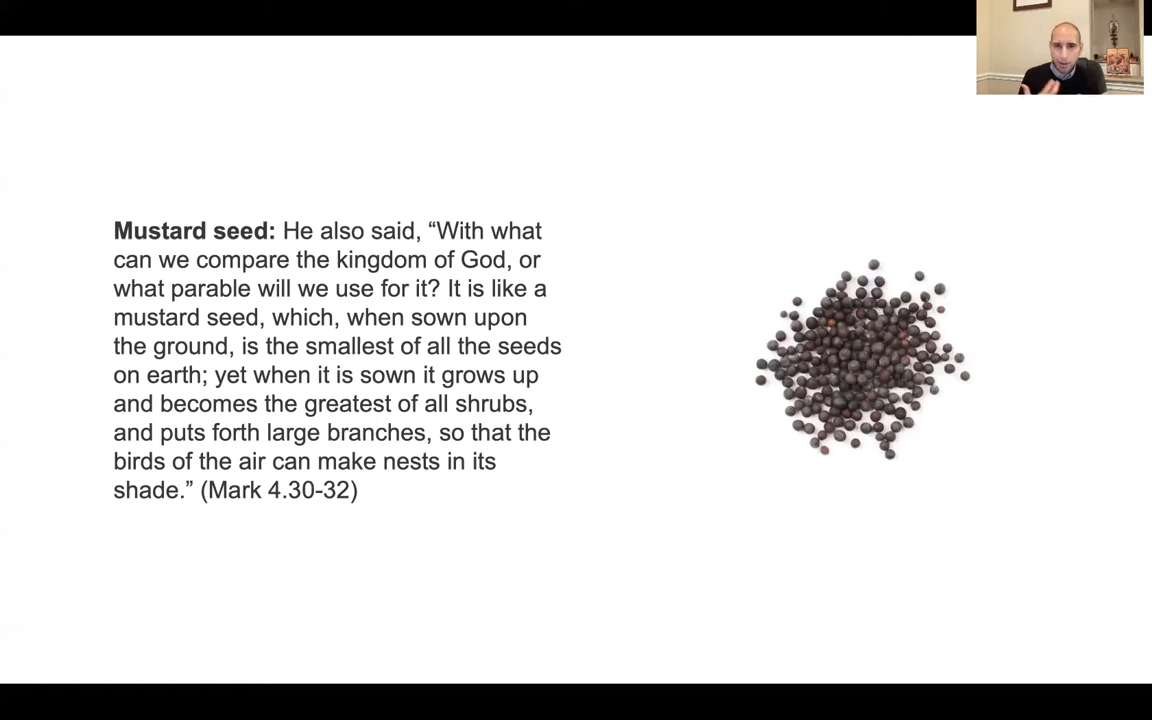 Mustard seed: He also said, “With what
can we compare the kingdom of God, or
what parable will we use for it? It is like a
mustard seed, which, when sown upon
the ground, is the smallest of all the seeds
on earth; yet when it is sown it grows up
and becomes the greatest of all shrubs,
and puts forth large branches, so that the
birds of the air can make nests in its
shade.” (Mark 4.30-32)